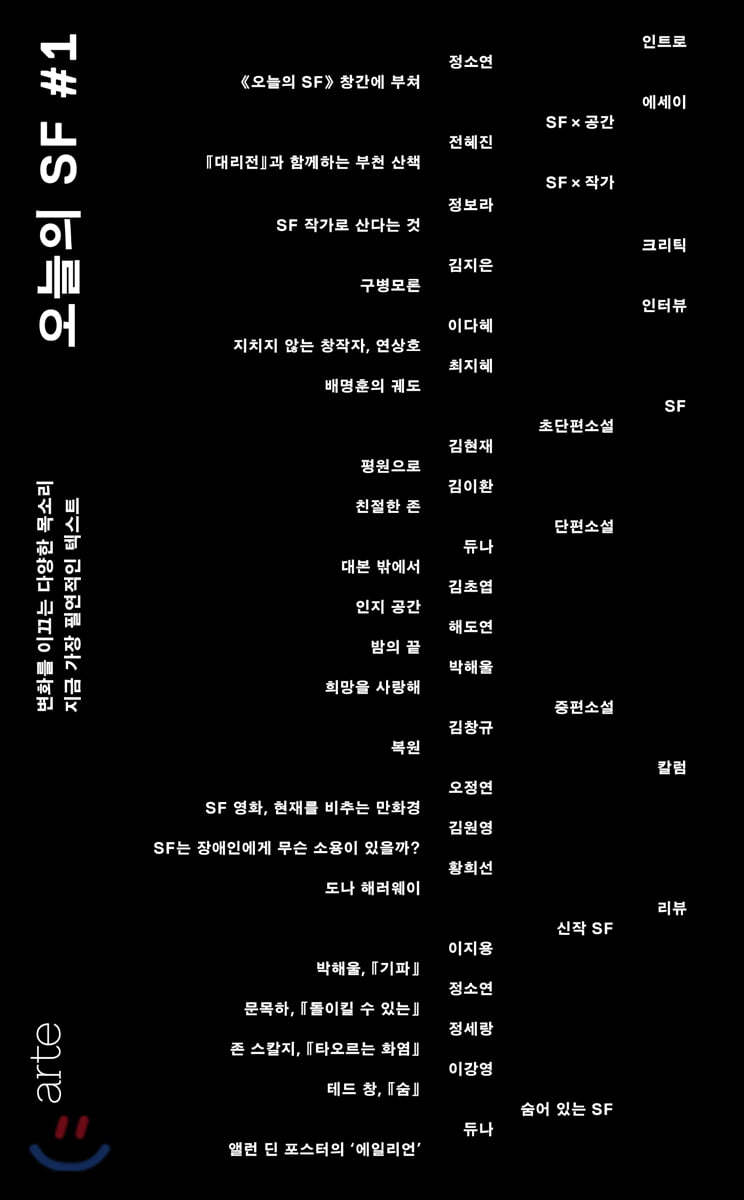 오늘의 SF #1
변화를 이끄는 다양한 목소리
지금 가장 필연적인 텍스트
arte
인트로
정소연
《오늘의 SF》 창간에 부쳐
에세이
SF × 공간
전혜진
『대리전』과 함께하는 부천 산책
SF × 작가
정보라
SF 작가로 산다는 것
크리틱
김지은
구병모론
인터뷰
이다혜
지치지 않는 창작자, 연상호
최지혜
배명훈의 궤도
SF
초단편소설
김현재
평원으로
김이환
친절한 존
단편소설
듀나
대본 밖에서
김초엽
인지 공간
해도연
밤의 끝
박해울
희망을 사랑해
중편소설
김창규
복원
칼럼
오정연
SF 영화, 현재를 비추는 만화경
김원영
SF는 장애인에게 무슨 소용이 있을까?
황희선
도나 해러웨이
리뷰
신작 SF
이지용
박해울, 『기파』
정소연
문목하, 『돌이킬 수 있는』
정세랑
존 스칼지, 『타오르는 화염』
이강영
테드 창, 『숨』
숨어 있는 SF
듀나
앨런 딘 포스터의 ‘에일리언’